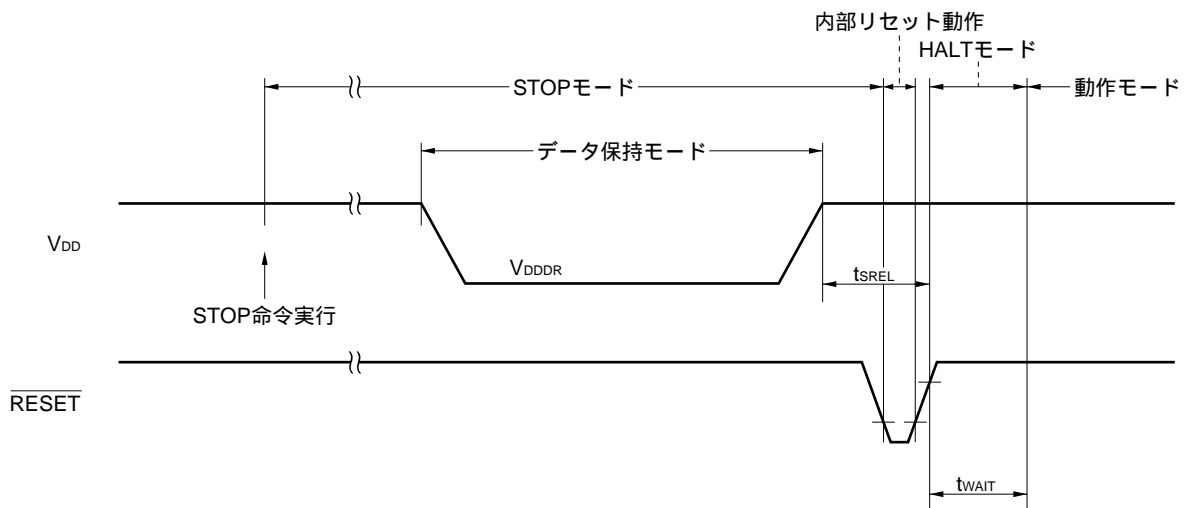 内部リセット動作
HALTモード
STOPモード
動作モード
データ保持モード
VDD
VDDDR
tSREL
STOP命令実行
RESET
tWAIT